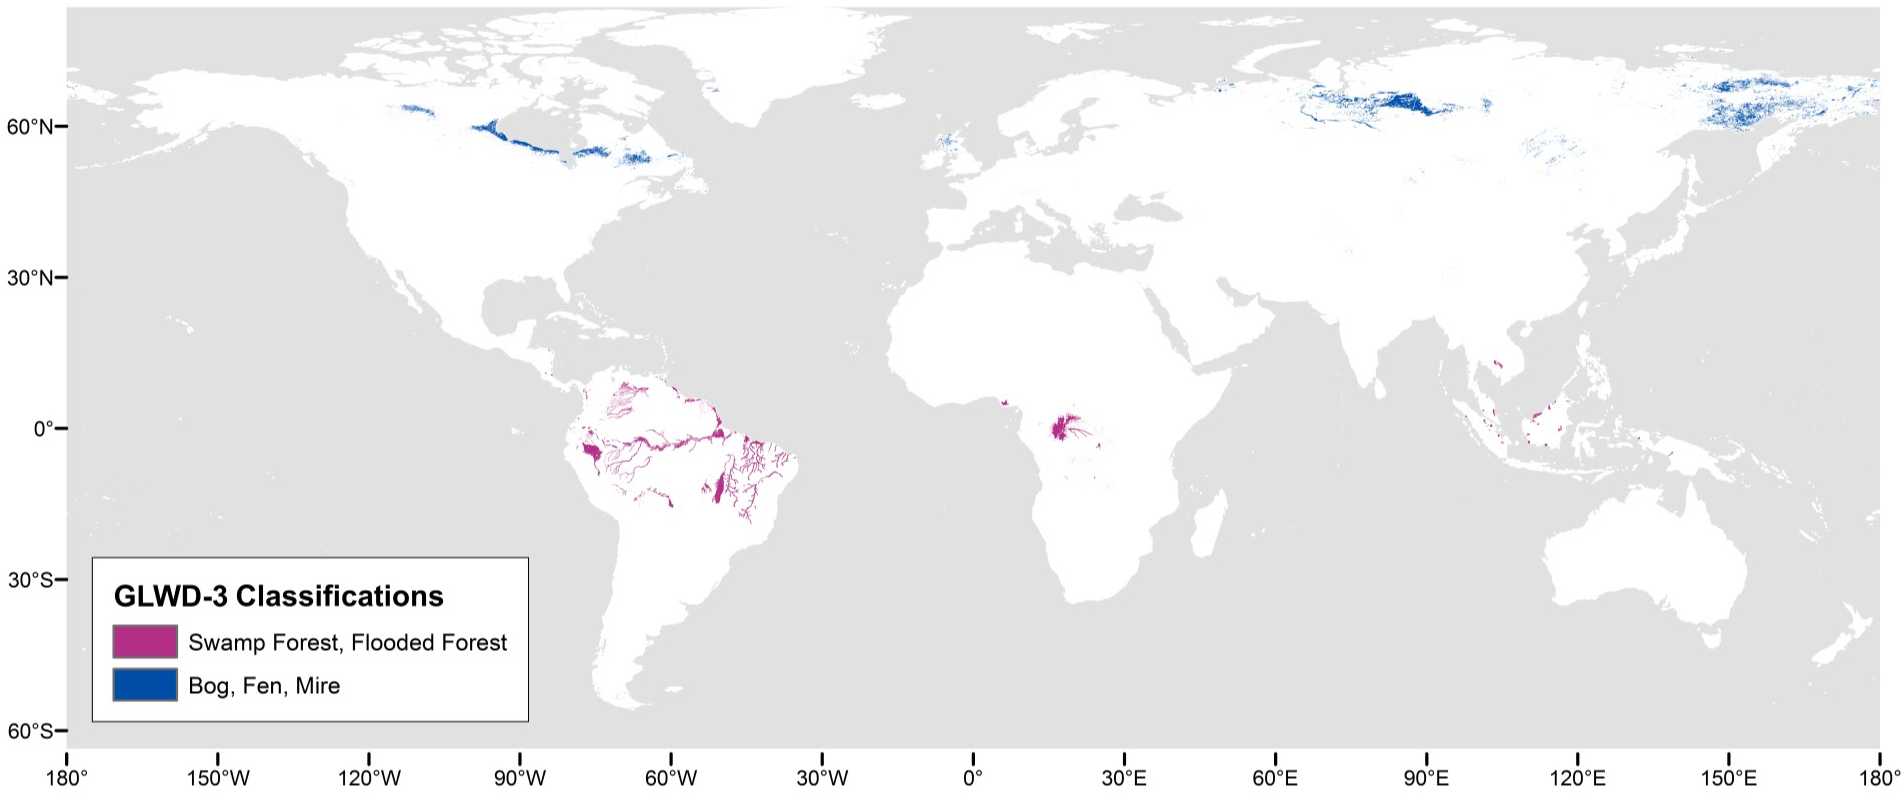 60°N
30°N
0°
30°S
60°S
GLWD-3 Classifications
Swamp Forest, Flooded Forest
Bog, Fen, Mire
180° 150°W 120°W 90°W 60°W 30°W 0° 30°E 60°E 90°E 120°E 150°E 180°